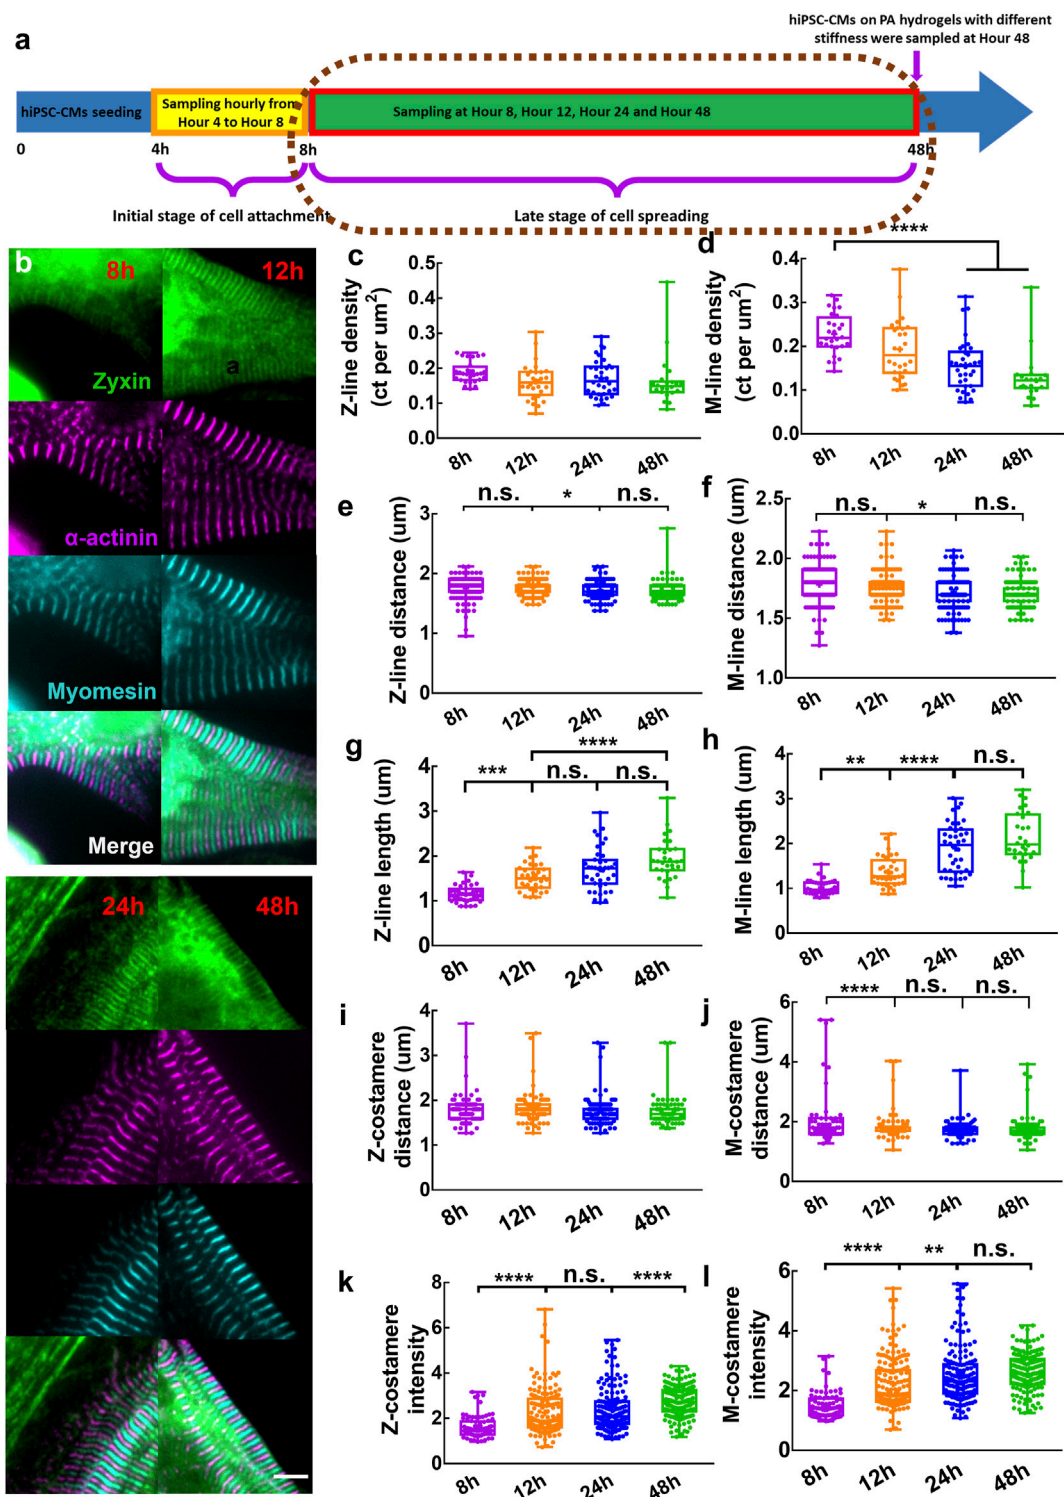 hiPSC-CMs on PA hydrogels with different
stiffness were sampled at Hour 48
a
hiPSC-CMs seeding
Sampling hourly from
Hour 4 to Hour 8
Sampling at Hour 8, Hour 12, Hour 24 and Hour 48
0
4h
8h
48h
Initial stage of cell attachment
Late stage of cell spreading
b
8h
12h
a
Zyxin
α-actinin
Myomesin
Merge
24h
48h
c
Z-line density
(ct per um²)
0.5
0.4
0.3
0.2
0.1
0.0
8h
12h
24h
48h
d
****
M-line density
(ct per um²)
0.4
0.3
0.2
0.1
0.0
8h
12h
24h
48h
e
n.s.
*
n.s.
Z-line distance (um)
3
2
1
0
8h
12h
24h
48h
f
n.s.
*
n.s.
M-line distance (um)
2.5
2.0
1.5
1.0
8h
12h
24h
48h
g
****
***
n.s.
n.s.
Z-line length (um)
4
3
2
1
0
8h
12h
24h
48h
h
**
****
n.s.
M-line length (um)
4
3
2
1
0
8h
12h
24h
48h
i
Z-costamere
distance (um)
4
3
2
1
0
8h
12h
24h
48h
j
****
n.s.
n.s.
M-costamere
distance (um)
6
4
2
0
8h
12h
24h
48h
k
****
n.s.
****
Z-costamere
intensity
8
6
4
2
0
8h
12h
24h
48h
l
****
**
n.s.
M-costamere
intensity
6
4
2
0
8h
12h
24h
48h